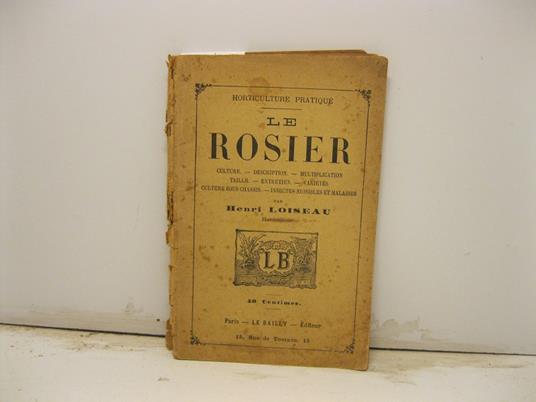 HORTICULTURE PRATIQUE
LE
ROSIER
CULTURE. — DESCRIPTION. — MULTIPLICATION
TAILLE. — ENTRETIEN. — VARIÉTÉS
CULTURE SOUS CHASSIS. — INSECTES NUISIBLES ET MALADIES
PAR
Henri LOISEAU
LB
Centimes.
Paris — LE BAILLY — Éditeur
15, Rue de Tournon, 15